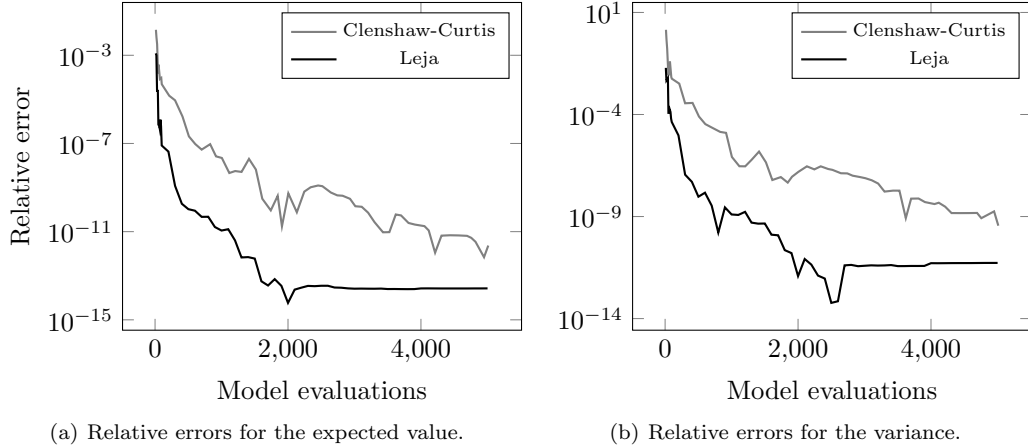 10−3
10−7
10−11
10−15
Relative error
0
2,000
4,000
Model evaluations
Clenshaw-Curtis
Leja
(a) Relative errors for the expected value.
101
10−4
10−9
10−14
0
2,000
4,000
Model evaluations
Clenshaw-Curtis
Leja
(b) Relative errors for the variance.